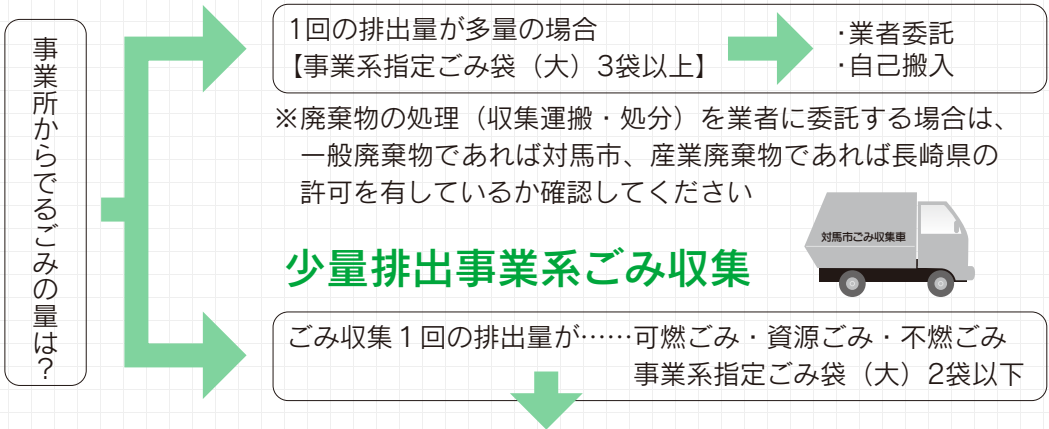 事業所からでるごみの量は？
1回の排出量が多量の場合
【事業系指定ごみ袋（大）3袋以上】
・業者委託
・自己搬入
※廃棄物の処理（収集運搬・処分）を業者に委託する場合は、
一般廃棄物であれば対馬市、産業廃棄物であれば長崎県の
許可を有しているか確認してください
対馬市ごみ収集車
少量排出事業系ごみ収集
ごみ収集１回の排出量が……可燃ごみ・資源ごみ・不燃ごみ
事業系指定ごみ袋（大）2袋以下